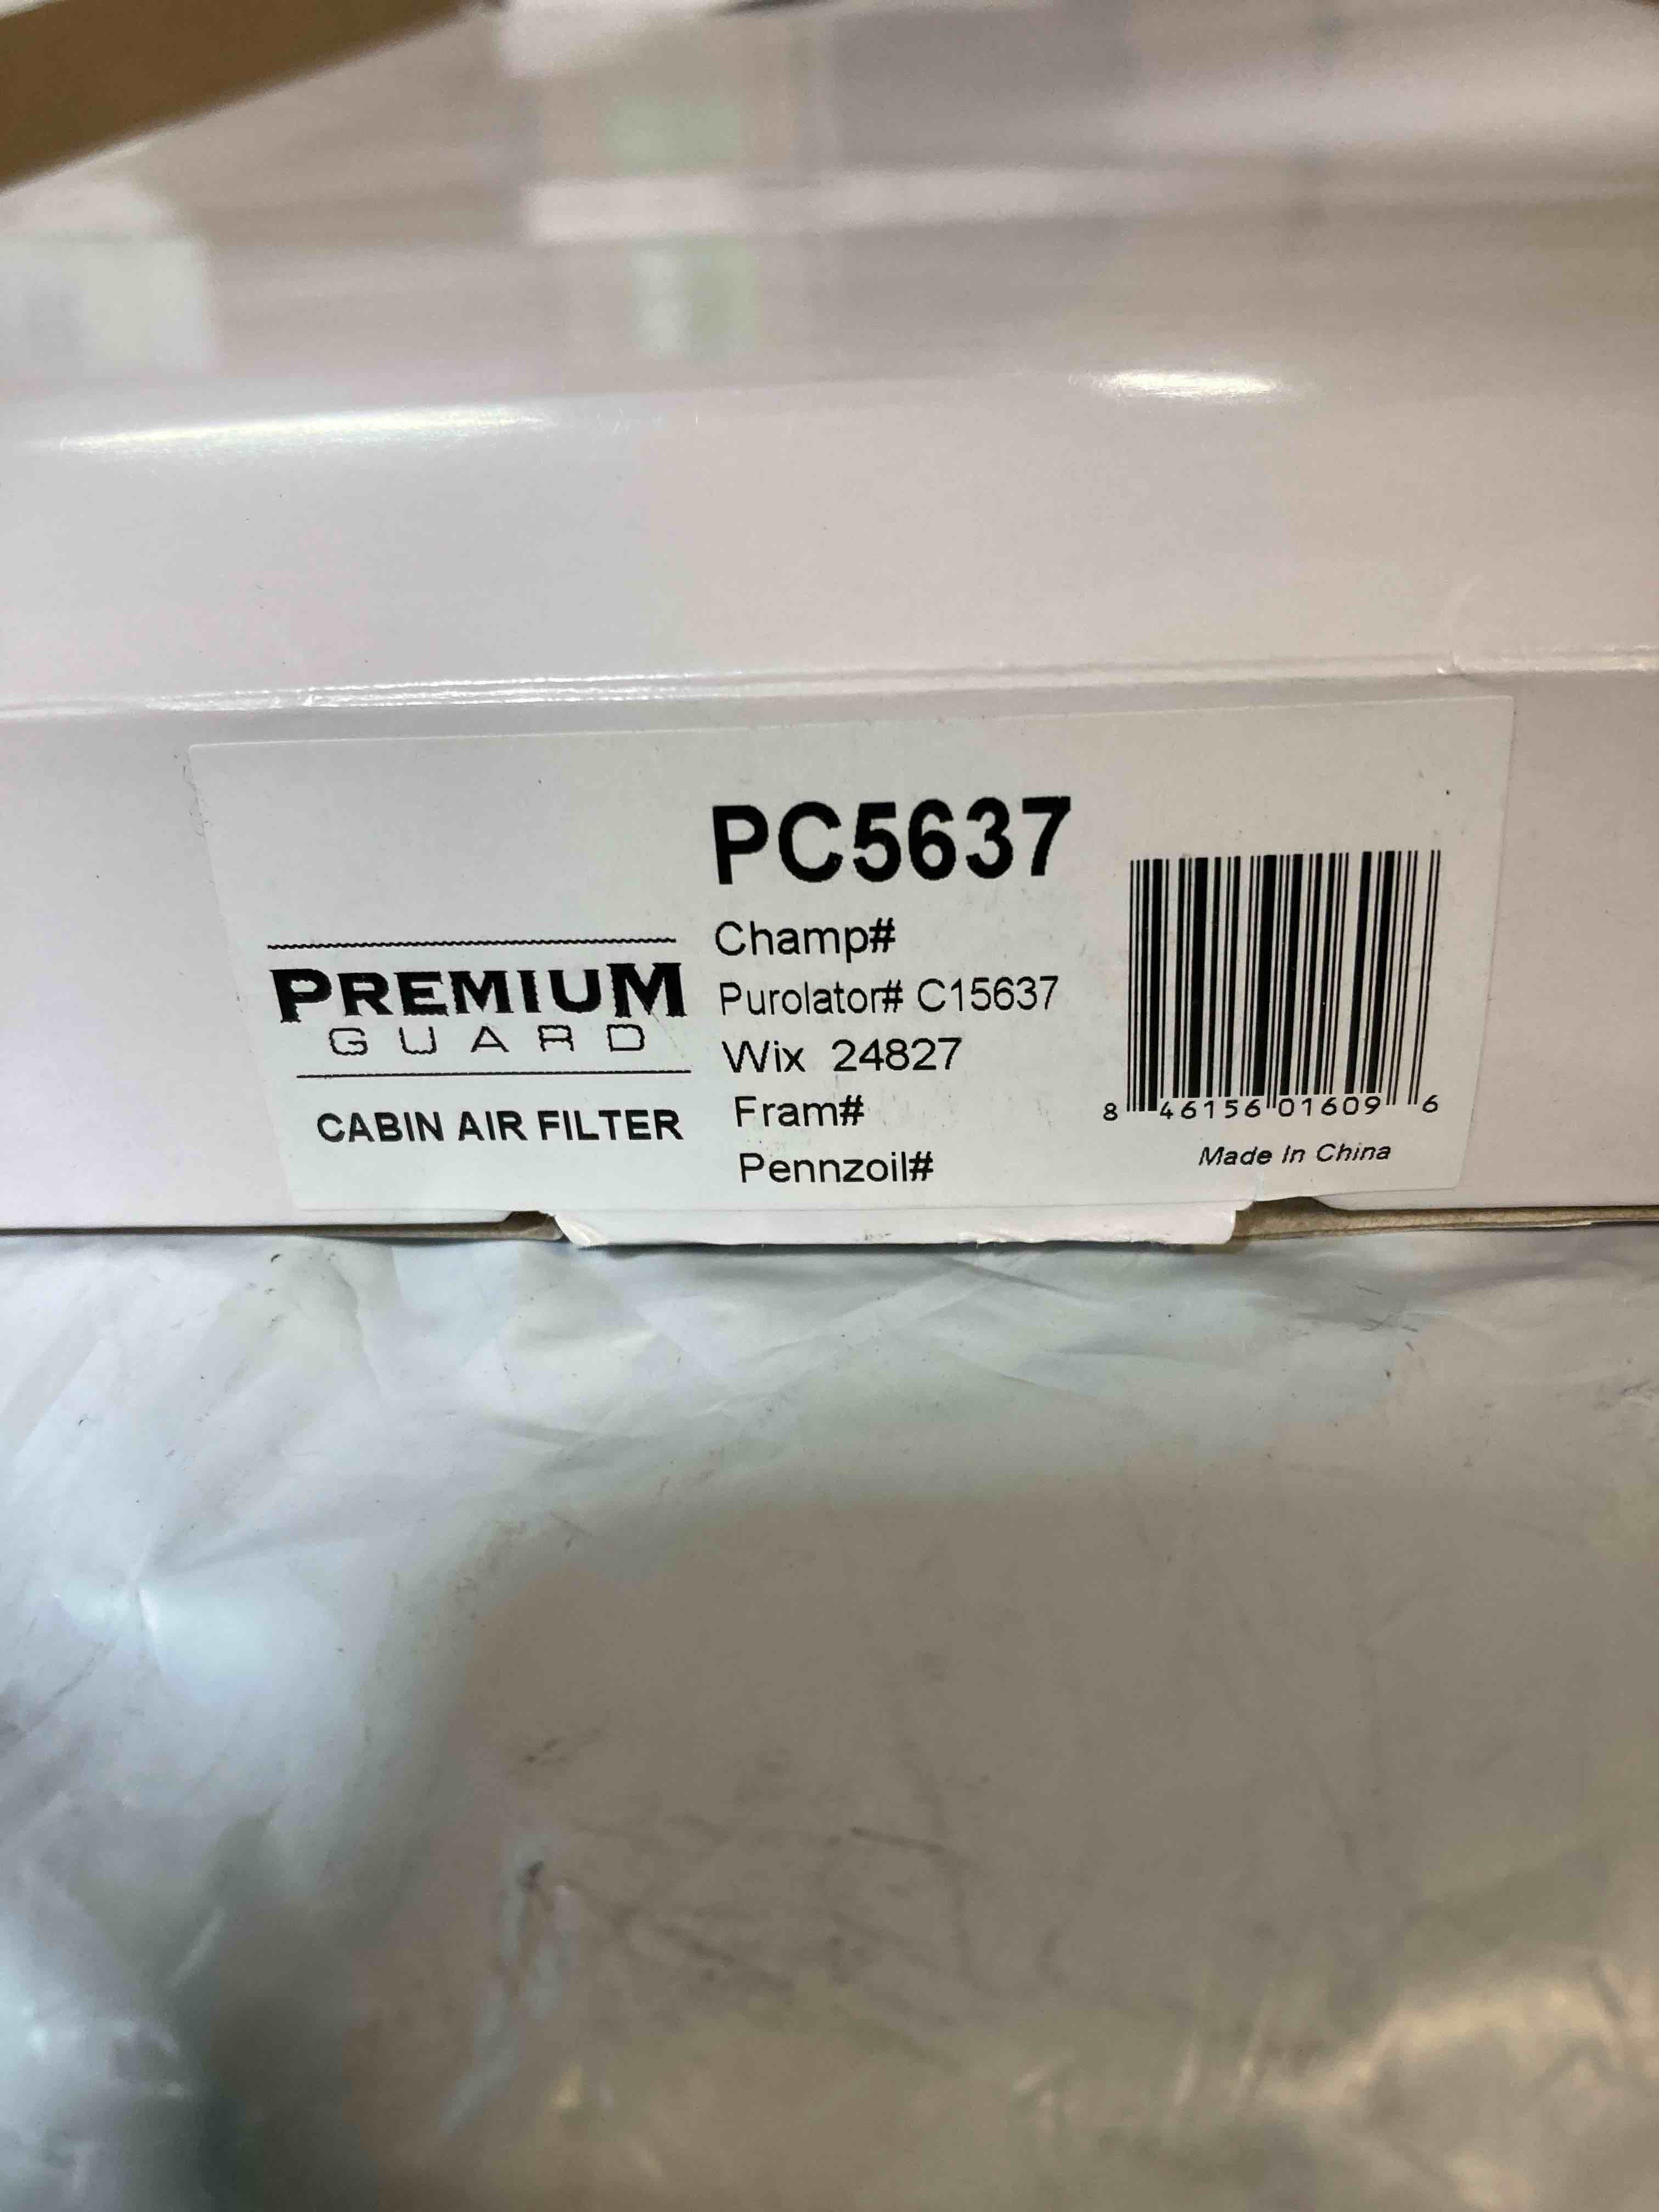 PC5637
PREMIUM
GUARD
CABIN AIR FILTER
Champ#
Purolator# C15637
Wix 24827
Fram#
Pennzoil#
8 46156 01609 6
Made In China